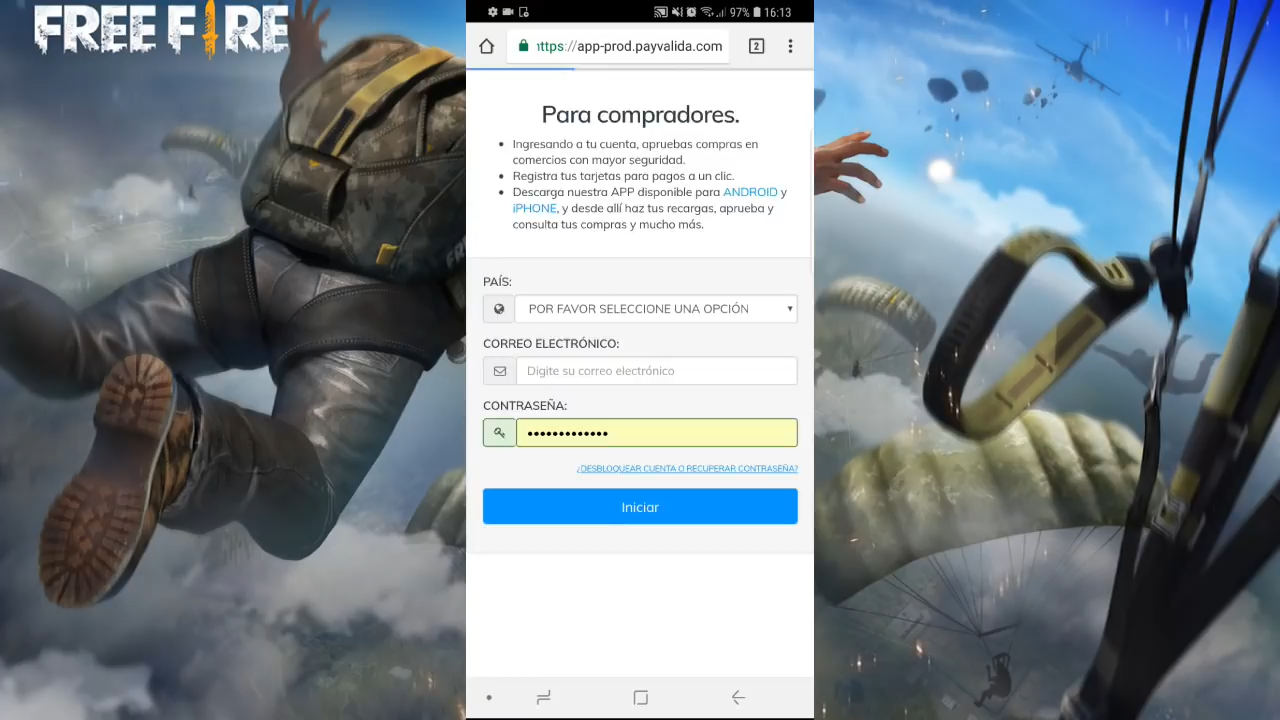 FREE FIRE
97% 16:13
https://app-prod.payvalida.com
2
Para compradores.
• Ingresando a tu cuenta, apruebas compras en
comercios con mayor seguridad.
• Registra tus tarjetas para pagos a un clic.
• Descarga nuestra APP disponible para ANDROID y
iPHONE, y desde allí haz tus recargas, aprueba y
consulta tus compras y mucho más.
PAÍS:
POR FAVOR SELECCIONE UNA OPCIÓN
CORREO ELECTRÓNICO:
Digite su correo electrónico
CONTRASEÑA:
•••••••••••••
¿DESBLOQUEAR CUENTA O RECUPERAR CONTRASEÑA?
Iniciar